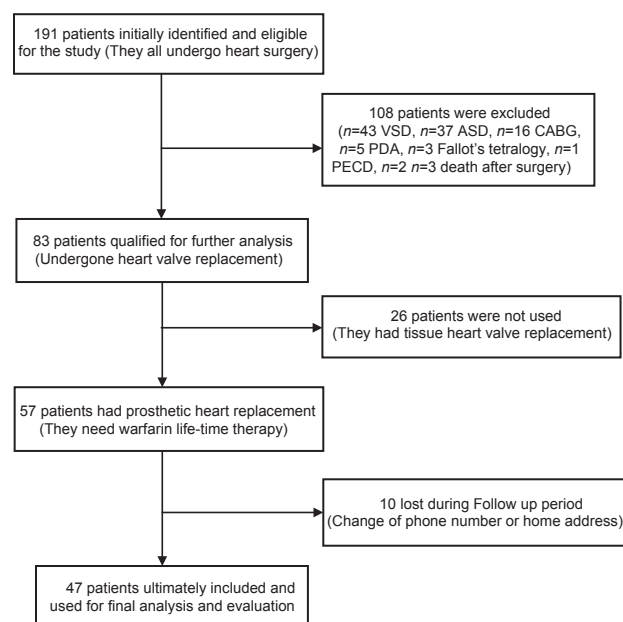 191 patients initially identified and eligible
for the study (They all undergo heart surgery)
108 patients were excluded
(n=43 VSD, n=37 ASD, n=16 CABG,
n=5 PDA, n=3 Fallot's tetralogy, n=1
PECD, n=2 n=3 death after surgery)
83 patients qualified for further analysis
(Undergone heart valve replacement)
26 patients were not used
(They had tissue heart valve replacement)
57 patients had prosthetic heart replacement
(They need warfarin life-time therapy)
10 lost during Follow up period
(Change of phone number or home address)
47 patients ultimately included and
used for final analysis and evaluation